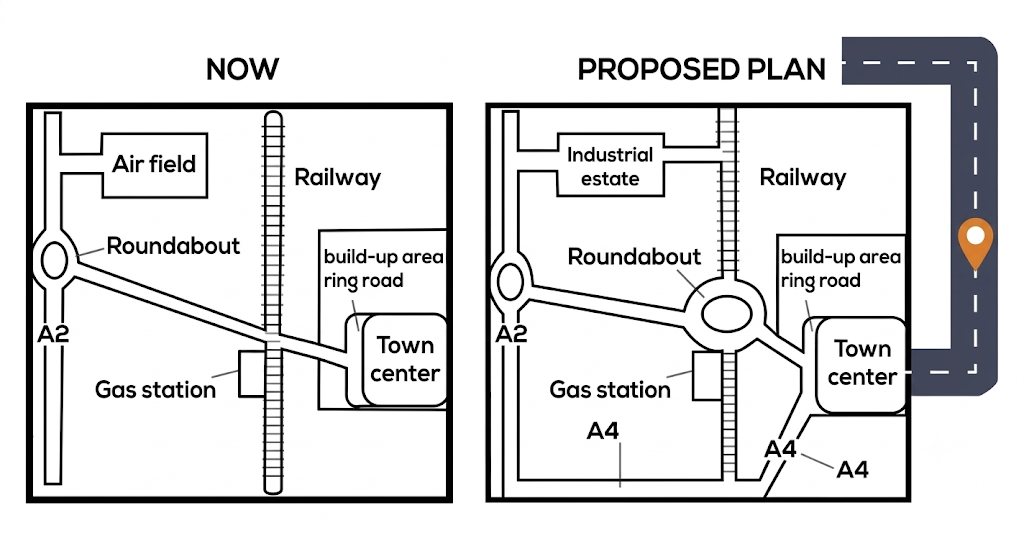 NOW
Air field
Railway
Roundabout
build-up area
ring road
A2
Town
center
Gas station
PROPOSED PLAN
Industrial
estate
Railway
Roundabout
build-up area
ring road
A2
Town
center
Gas station
A4
A4
A4